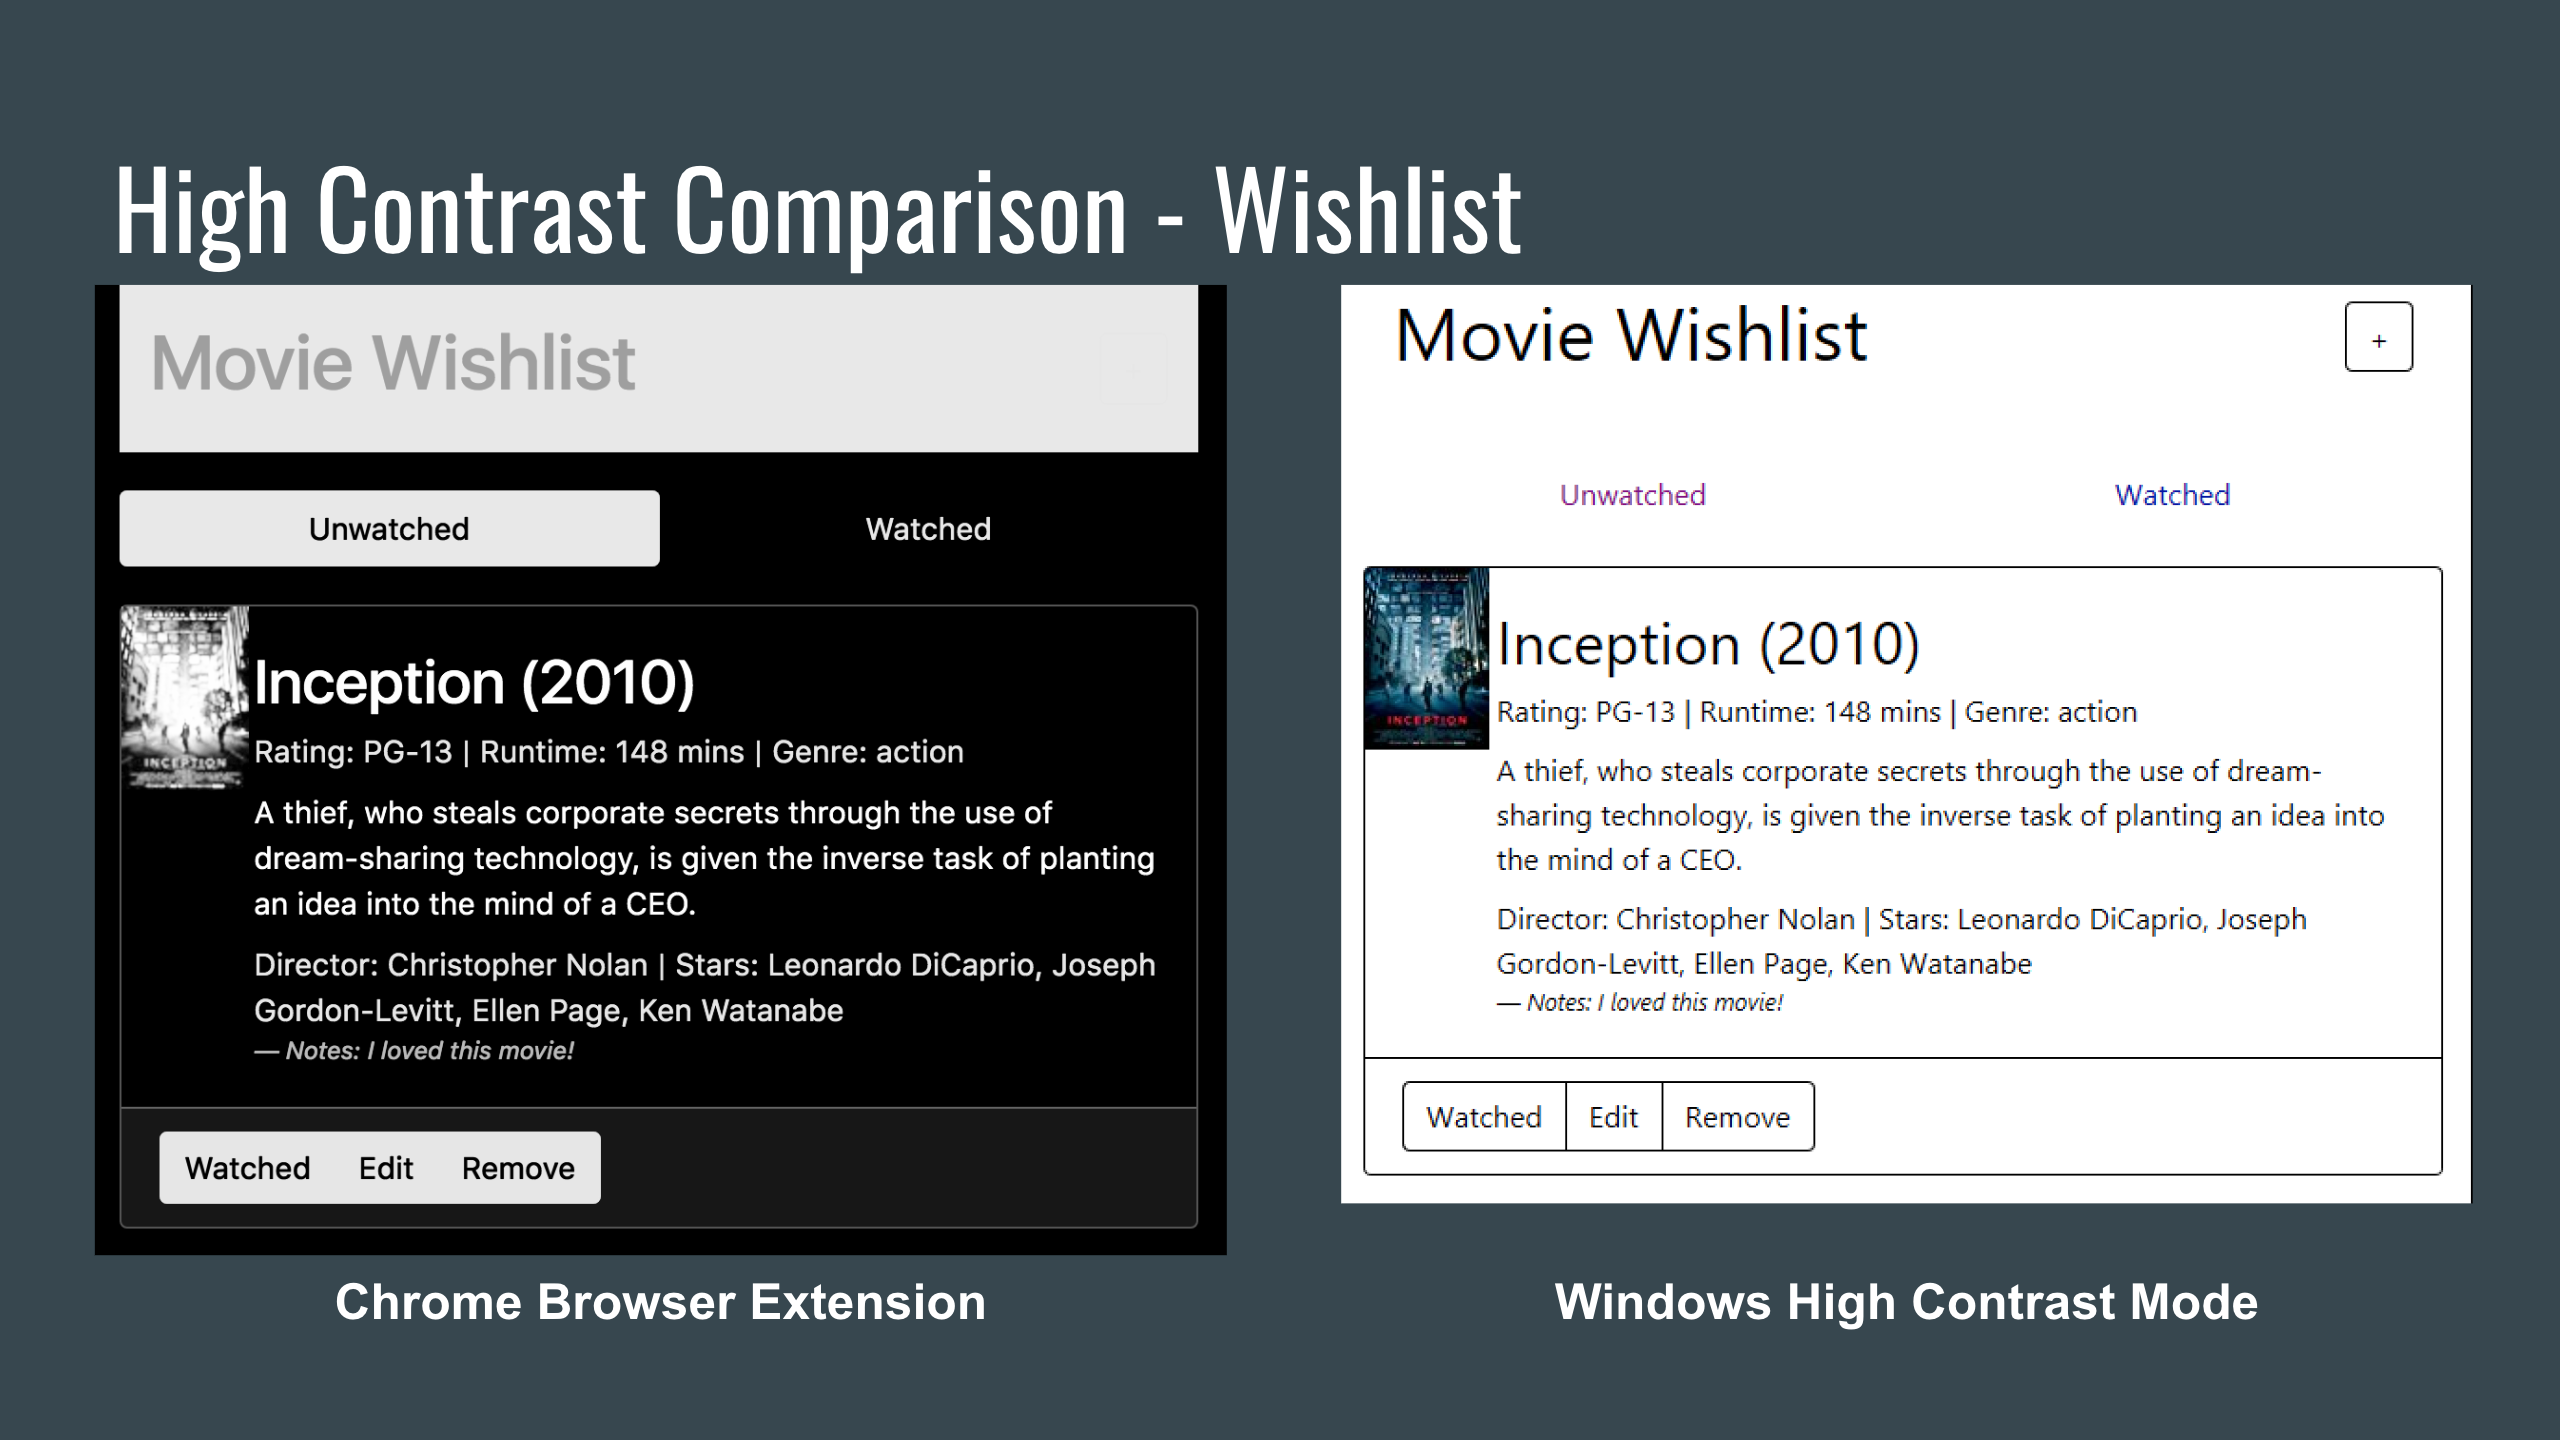 High Contrast Comparison - Wishlist
Movie Wishlist
Unwatched
Watched
INCEPTION
Inception (2010)
Rating: PG-13 | Runtime: 148 mins | Genre: action
A thief, who steals corporate secrets through the use of
dream-sharing technology, is given the inverse task of planting
an idea into the mind of a CEO.
Director: Christopher Nolan | Stars: Leonardo DiCaprio, Joseph
Gordon-Levitt, Ellen Page, Ken Watanabe
— Notes: I loved this movie!
Watched
Edit
Remove
Chrome Browser Extension
Movie Wishlist
+
Unwatched
Watched
INCEPTION
Inception (2010)
Rating: PG-13 | Runtime: 148 mins | Genre: action
A thief, who steals corporate secrets through the use of dream-
sharing technology, is given the inverse task of planting an idea into
the mind of a CEO.
Director: Christopher Nolan | Stars: Leonardo DiCaprio, Joseph
Gordon-Levitt, Ellen Page, Ken Watanabe
— Notes: I loved this movie!
Watched
Edit
Remove
Windows High Contrast Mode